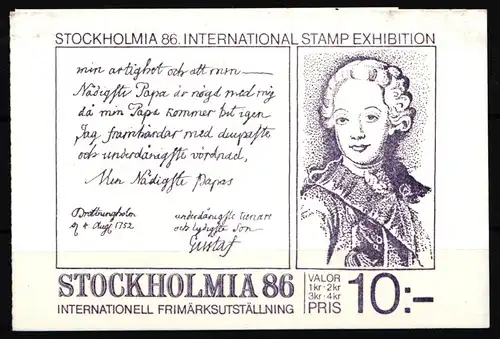 STOCKHOLMIA 86. INTERNATIONAL STAMP EXHIBITION
min artighet och att min
Nådigste Papa är nögd med mig
då min Papa kommer hit igen
Jag framhärdar med diupeste
och underdånigste vördnad,
Min Nådigste Papas
Drottningholm
d 4 Aug. 1752
underdånigste tienare
och lydigste son
Gustaf
STOCKHOLMIA 86
INTERNATIONELL FRIMÄRKSUTSTÄLLNING
VALÖR
1kr · 2kr
3kr · 4kr
PRIS 10:-